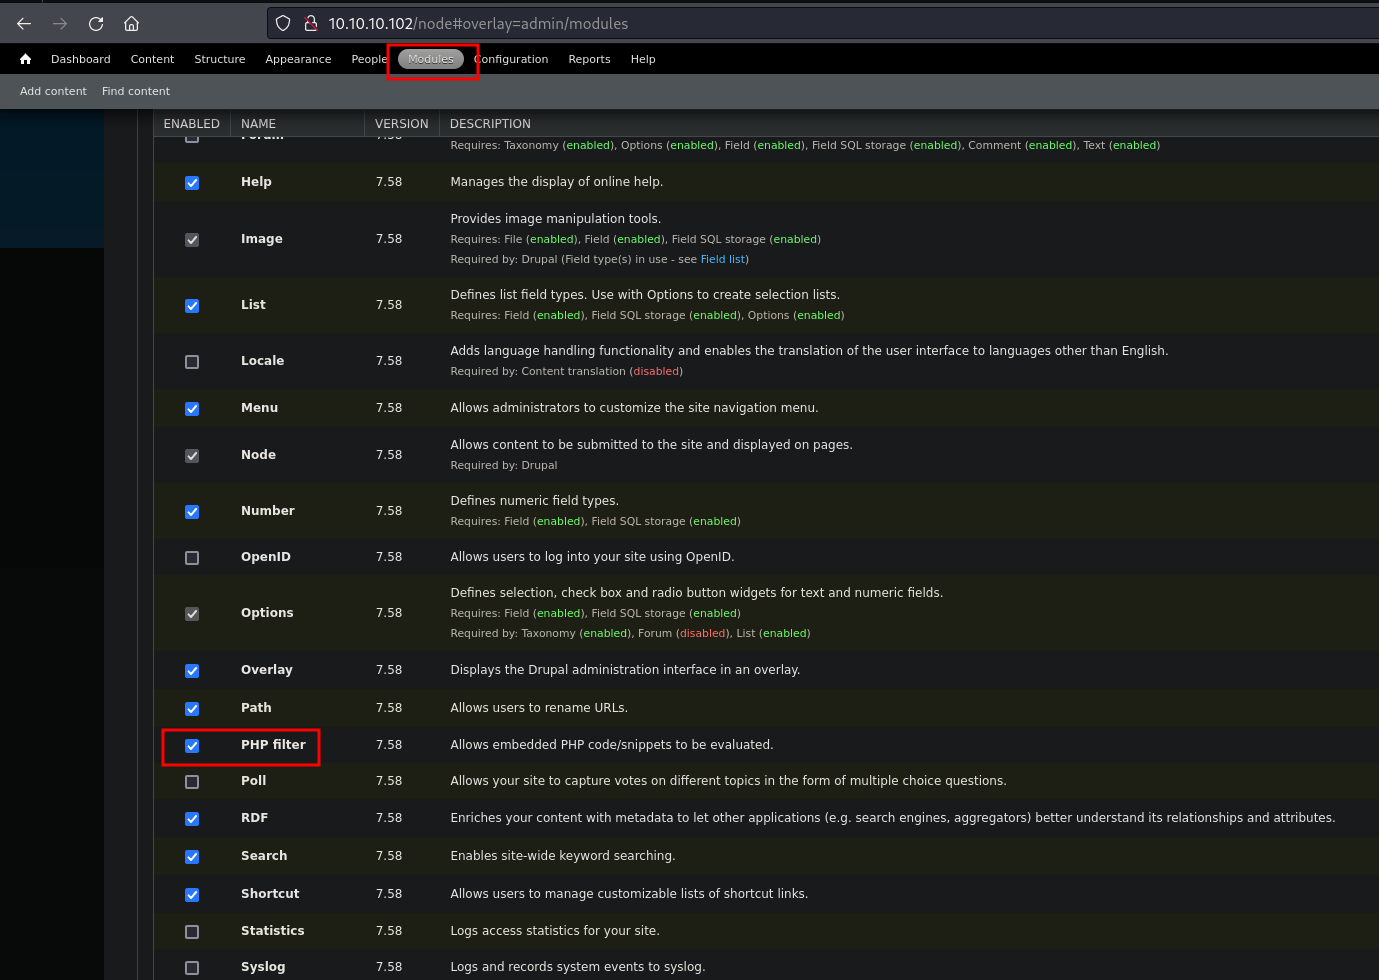 10.10.10.102/node#overlay=admin/modules
Dashboard Content Structure Appearance People Modules Configuration Reports Help
Add content Find content
ENABLED NAME VERSION DESCRIPTION
Forum 7.58
Requires: Taxonomy (enabled), Options (enabled), Field (enabled), Field SQL storage (enabled), Comment (enabled), Text (enabled)
Help 7.58 Manages the display of online help.
Image 7.58 Provides image manipulation tools.
Requires: File (enabled), Field (enabled), Field SQL storage (enabled)
Required by: Drupal (Field type(s) in use - see Field list)
List 7.58 Defines list field types. Use with Options to create selection lists.
Requires: Field (enabled), Field SQL storage (enabled), Options (enabled)
Locale 7.58 Adds language handling functionality and enables the translation of the user interface to languages other than English.
Required by: Content translation (disabled)
Menu 7.58 Allows administrators to customize the site navigation menu.
Node 7.58 Allows content to be submitted to the site and displayed on pages.
Required by: Drupal
Number 7.58 Defines numeric field types.
Requires: Field (enabled), Field SQL storage (enabled)
OpenID 7.58 Allows users to log into your site using OpenID.
Options 7.58 Defines selection, check box and radio button widgets for text and numeric fields.
Requires: Field (enabled), Field SQL storage (enabled)
Required by: Taxonomy (enabled), Forum (disabled), List (enabled)
Overlay 7.58 Displays the Drupal administration interface in an overlay.
Path 7.58 Allows users to rename URLs.
PHP filter 7.58 Allows embedded PHP code/snippets to be evaluated.
Poll 7.58 Allows your site to capture votes on different topics in the form of multiple choice questions.
RDF 7.58 Enriches your content with metadata to let other applications (e.g. search engines, aggregators) better understand its relationships and attributes.
Search 7.58 Enables site-wide keyword searching.
Shortcut 7.58 Allows users to manage customizable lists of shortcut links.
Statistics 7.58 Logs access statistics for your site.
Syslog 7.58 Logs and records system events to syslog.